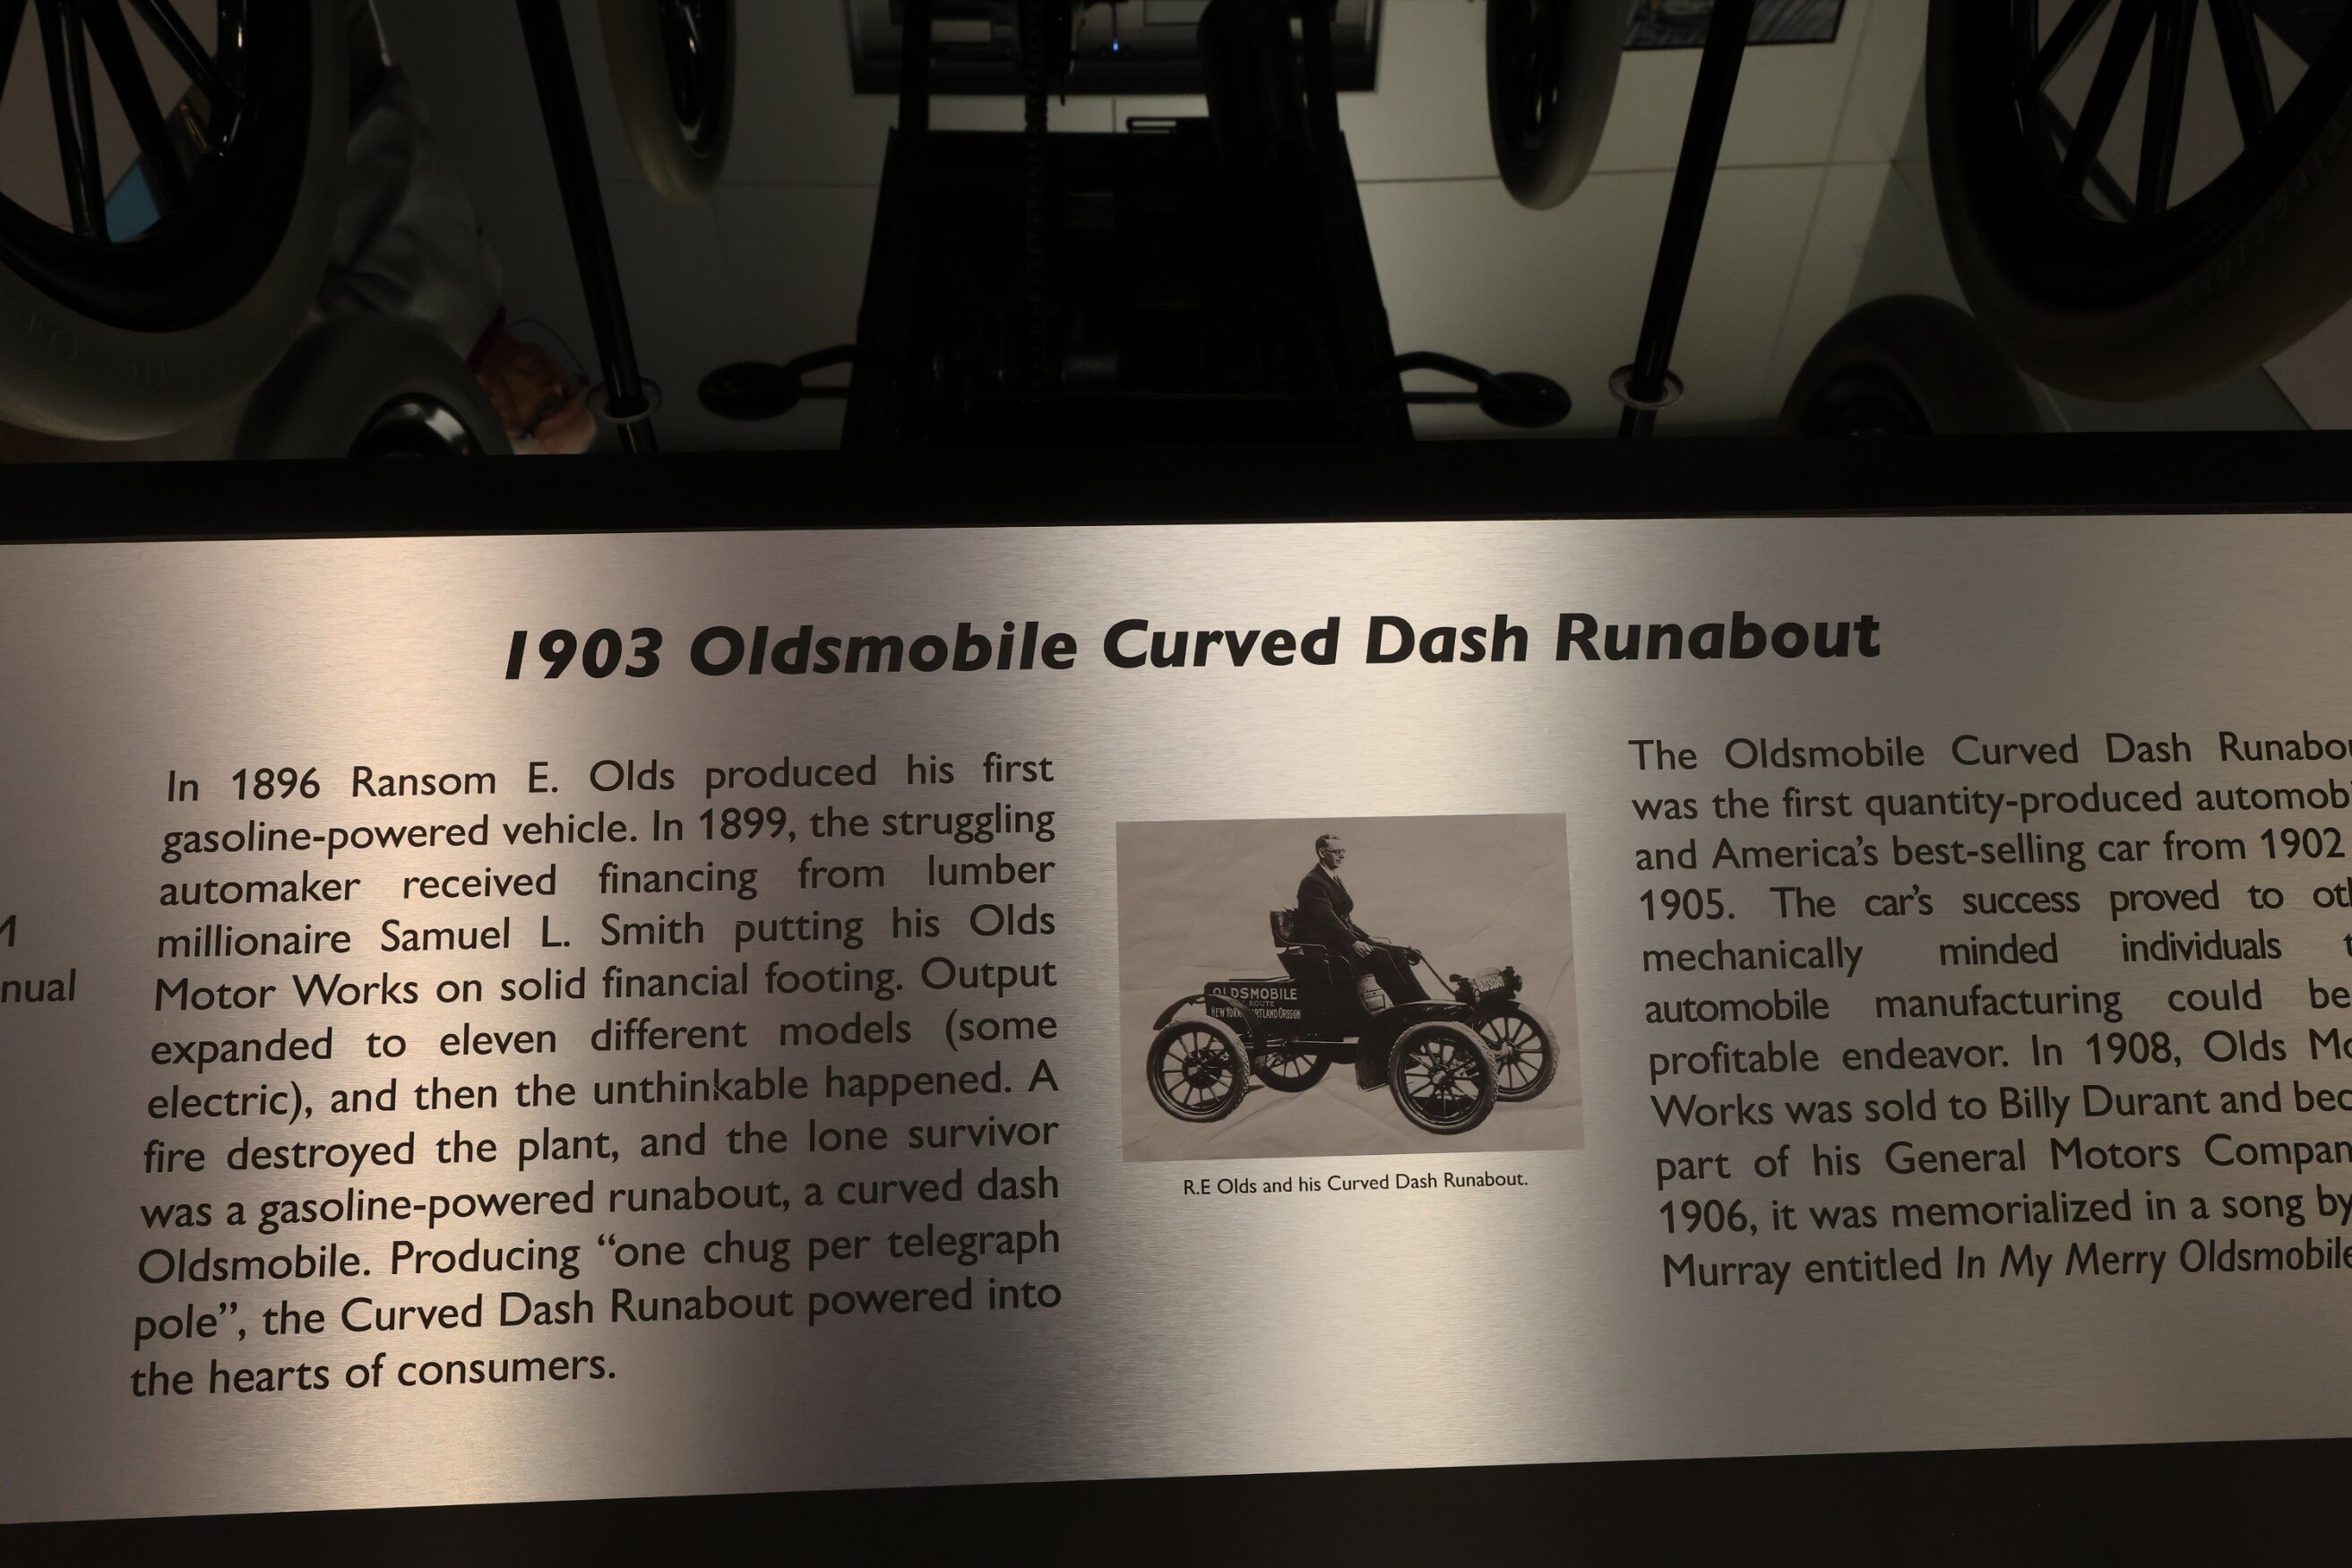 1903 Oldsmobile Curved Dash Runabout
In 1896 Ransom E. Olds produced his first
gasoline-powered vehicle. In 1899, the struggling
automaker received financing from lumber
millionaire Samuel L. Smith putting his Olds
Motor Works on solid financial footing. Output
expanded to eleven different models (some
electric), and then the unthinkable happened. A
fire destroyed the plant, and the lone survivor
was a gasoline-powered runabout, a curved dash
Oldsmobile. Producing “one chug per telegraph
pole”, the Curved Dash Runabout powered into
the hearts of consumers.
OLDSMOBILE
ROUTE
NEW YORK
R.E Olds and his Curved Dash Runabout.
The Oldsmobile Curved Dash
was the first quantity-produced
and America’s best-selling car from 1902
1905. The car’s success proved to
mechanically minded individuals
automobile manufacturing could
profitable endeavor. In 1908, Olds
Works was sold to Billy Durant and
part of his General Motors
1906, it was memorialized in a song by
Murray entitled In My Merry Oldsmobile